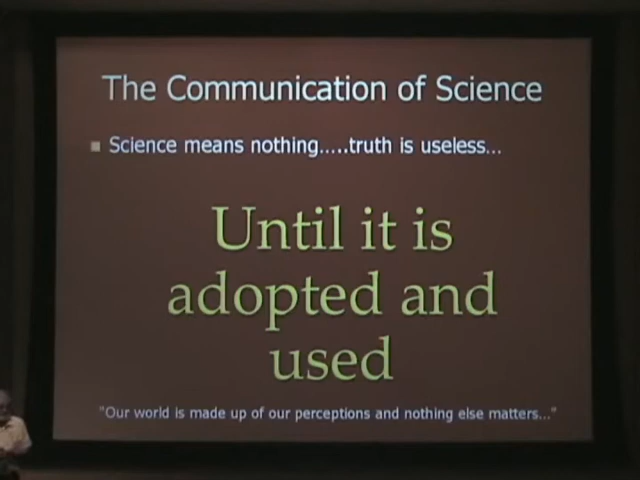 The Communication of Science
Science means nothing.....truth is useless...
Until it is
adopted and
used
"Our world is made up of our perceptions and nothing else matters..."